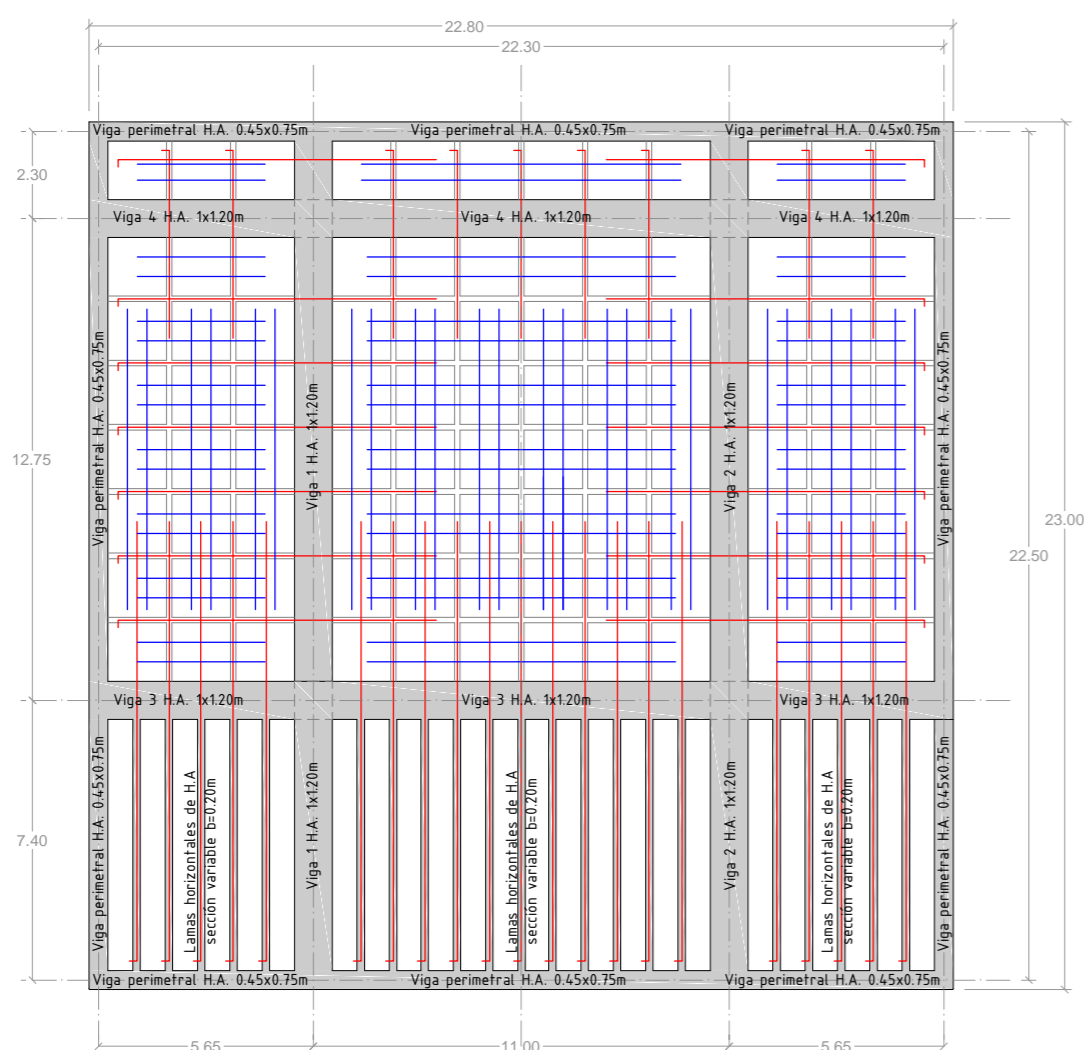 22.80
22.30
Viga perimetral H.A. 0.45x0.75m
Viga perimetral H.A. 0.45x0.75m
Viga perimetral H.A. 0.45x0.75m
2.30
Viga 4 H.A. 1x1.20m
Viga 4 H.A. 1x1.20m
Viga 4 H.A. 1x1.20m
Viga perimetral H.A. 0.45x0.75m
Viga 1 H.A. 1x1.20m
Viga 2 H.A. 1x1.20m
Viga perimetral H.A. 0.45x0.75m
12.75
23.00
22.50
Viga 3 H.A. 1x1.20m
Viga 3 H.A. 1x1.20m
Viga 3 H.A. 1x1.20m
7.40
Viga perimetral H.A. 0.45x0.75m
Lamas horizontales de H.A
sección variable b=0.20m
Viga 1 H.A. 1x1.20m
Lamas horizontales de H.A
sección variable b=0.20m
Viga 2 H.A. 1x1.20m
Lamas horizontales de H.A
sección variable b=0.20m
Viga perimetral H.A. 0.45x0.75m
Viga perimetral H.A. 0.45x0.75m
Viga perimetral H.A. 0.45x0.75m
Viga perimetral H.A. 0.45x0.75m
5.65
11.00
5.65